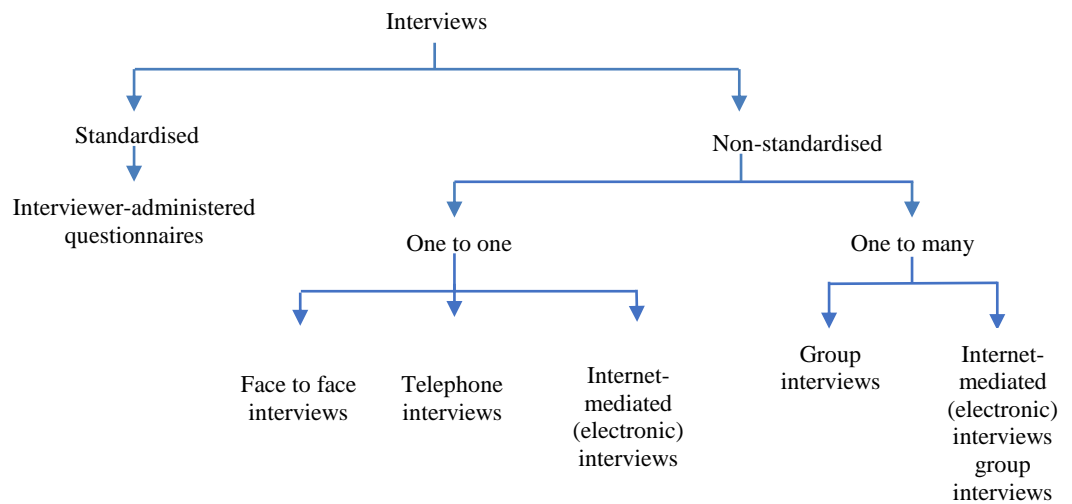 Interviews
Standardised
Non-standardised
Interviewer-administered
questionnaires
One to one
One to many
Face to face
interviews
Telephone
interviews
Internet-
mediated
(electronic)
interviews
Group
interviews
Internet-
mediated
(electronic)
interviews
group
interviews